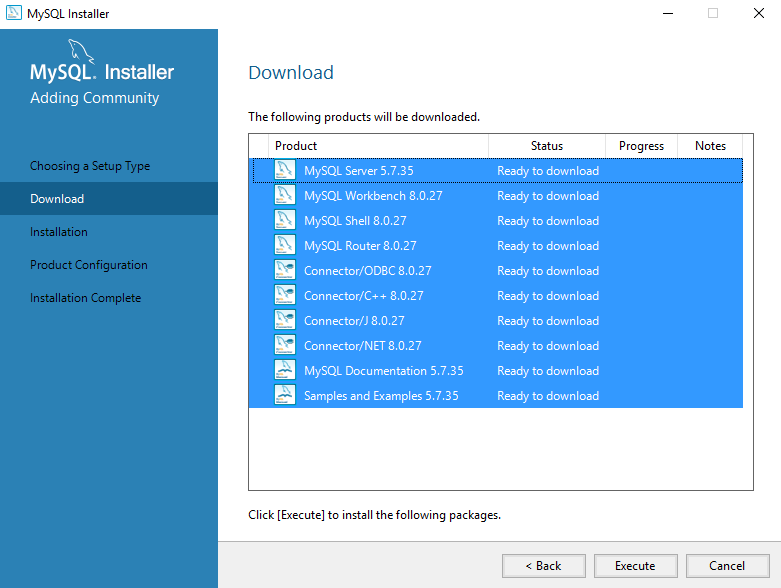 MySQL Installer
MySQL. Installer
Adding Community
Choosing a Setup Type
Download
Installation
Product Configuration
Installation Complete
Download
The following products will be downloaded.
Product Status Progress Notes
MySQL Server 5.7.35 Ready to download
MySQL Workbench 8.0.27 Ready to download
MySQL Shell 8.0.27 Ready to download
MySQL Router 8.0.27 Ready to download
Connector/ODBC 8.0.27 Ready to download
Connector/C++ 8.0.27 Ready to download
Connector/J 8.0.27 Ready to download
Connector/NET 8.0.27 Ready to download
MySQL Documentation 5.7.35 Ready to download
Samples and Examples 5.7.35 Ready to download
Click [Execute] to install the following packages.
< Back Execute Cancel